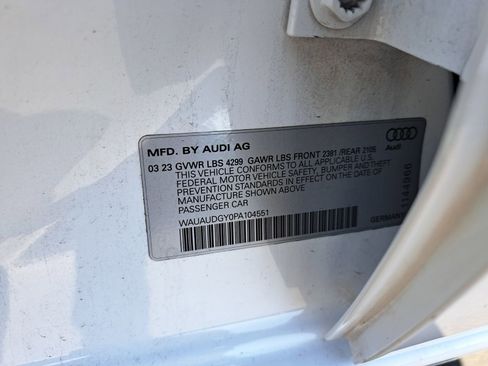 MFD. BY AUDI AG
03 23 GVWR LBS 4299 GAWR LBS FRONT 2381 /REAR 2105
THIS VEHICLE CONFORMS TO ALL APPLICABLE U.S.
FEDERAL MOTOR VEHICLE SAFETY, BUMPER AND THEFT
PREVENTION STANDARDS IN EFFECT ON THE DATE OF
MANUFACTURE SHOWN ABOVE
PASSENGER CAR
WAUAUDGY0PA104551
Audi
GERMANY